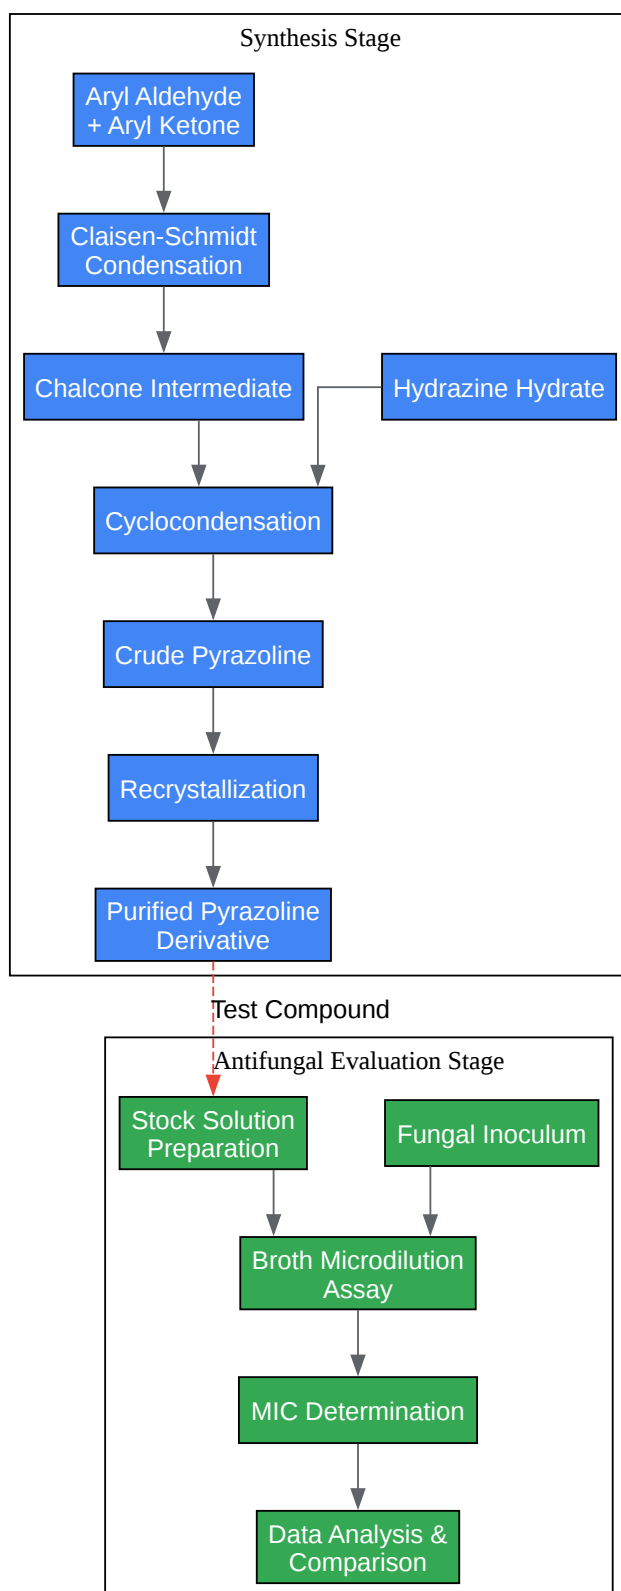 Synthesis Stage
Aryl Aldehyde
+ Aryl Ketone
Claisen-Schmidt
Condensation
Chalcone Intermediate
Hydrazine Hydrate
Cyclocondensation
Crude Pyrazoline
Recrystallization
Purified Pyrazoline
Derivative
Test Compound
Antifungal Evaluation Stage
Stock Solution
Preparation
Fungal Inoculum
Broth Microdilution
Assay
MIC Determination
Data Analysis &
Comparison